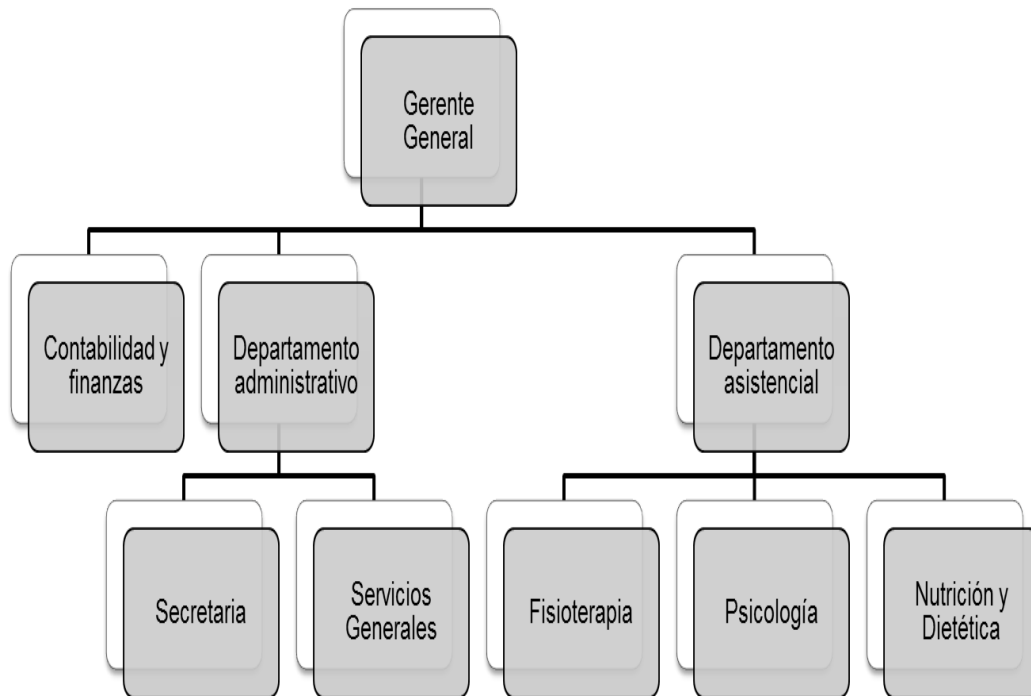 Gerente
General
Contabilidad y
finanzas
Departamento
administrativo
Departamento
asistencial
Secretaria
Servicios
Generales
Fisioterapia
Psicología
Nutrición y
Dietética